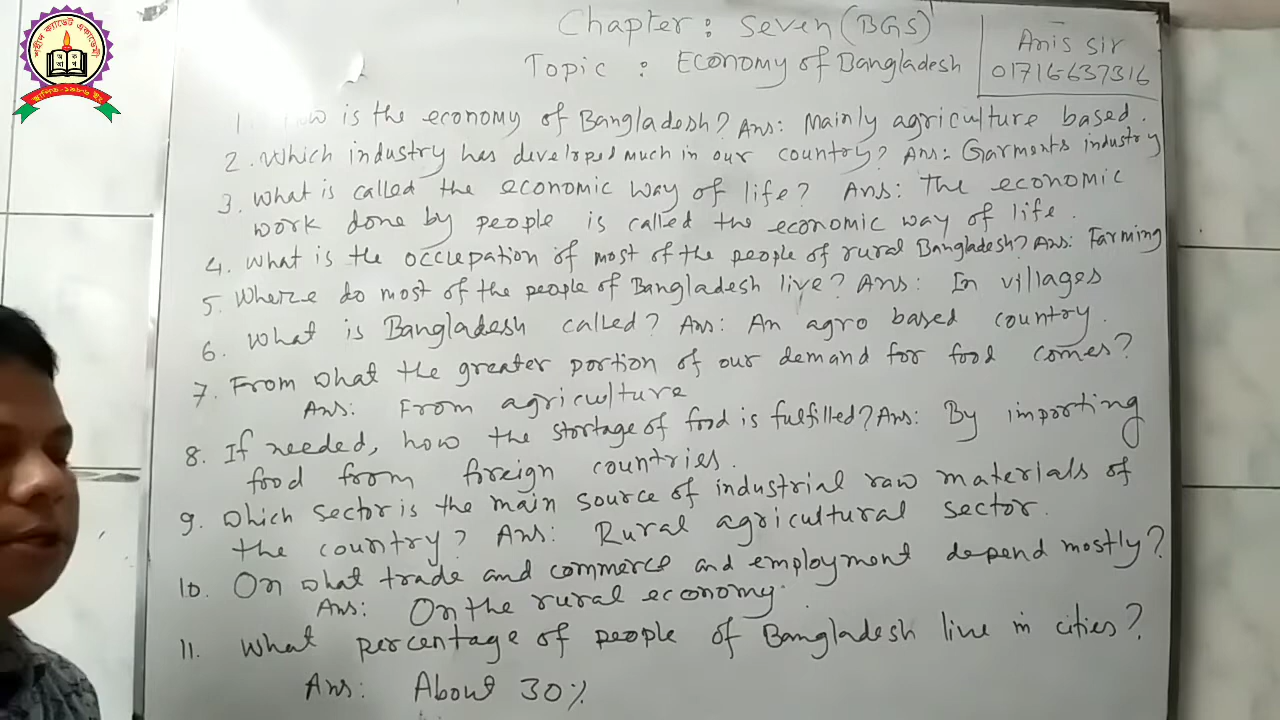 শহীদ ক্যাডেট একাডেমী
Chapter : Seven (BGS)
Topic : Economy of Bangladesh
Anis Sir
01716-637316
1 How is the economy of Bangladesh? Ans: Mainly agriculture based.
2. Which industry has developed much in our country? Ans: Garments industry
3. What is called the economic way of life? Ans: The economic
work done by people is called the economic way of life.
4. What is the occupation of most of the people of rural Bangladesh? Ans: Farming
5. Where do most of the people of Bangladesh live? Ans: In villages
6. What is Bangladesh called? Ans: An agro based country.
7. From what the greater portion of our demand for food comes?
Ans: From agriculture
8. If needed, how the stortage of food is fulfilled? Ans: By importing
food from foreign countries.
9. Which sector is the main source of industrial raw materials of
the country? Ans: Rural agricultural sector.
10. On what trade and commerce and employment depend mostly?
Ans: On the rural economy.
11. What percentage of people of Bangladesh live in cities?
Ans: About 30%